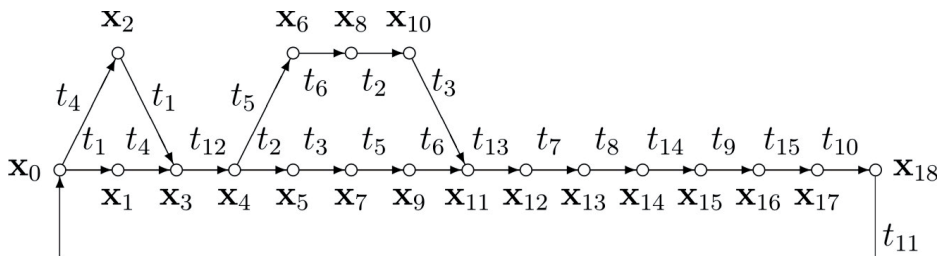 x2 x6 x8 x10
t4 t1 t5 t6 t2 t3
t1 t4 t12 t2 t3 t5 t6 t13 t7 t8 t14 t9 t15 t10
x0 x18
x1 x3 x4 x5 x7 x9 x11 x12 x13 x14 x15 x16 x17
t11